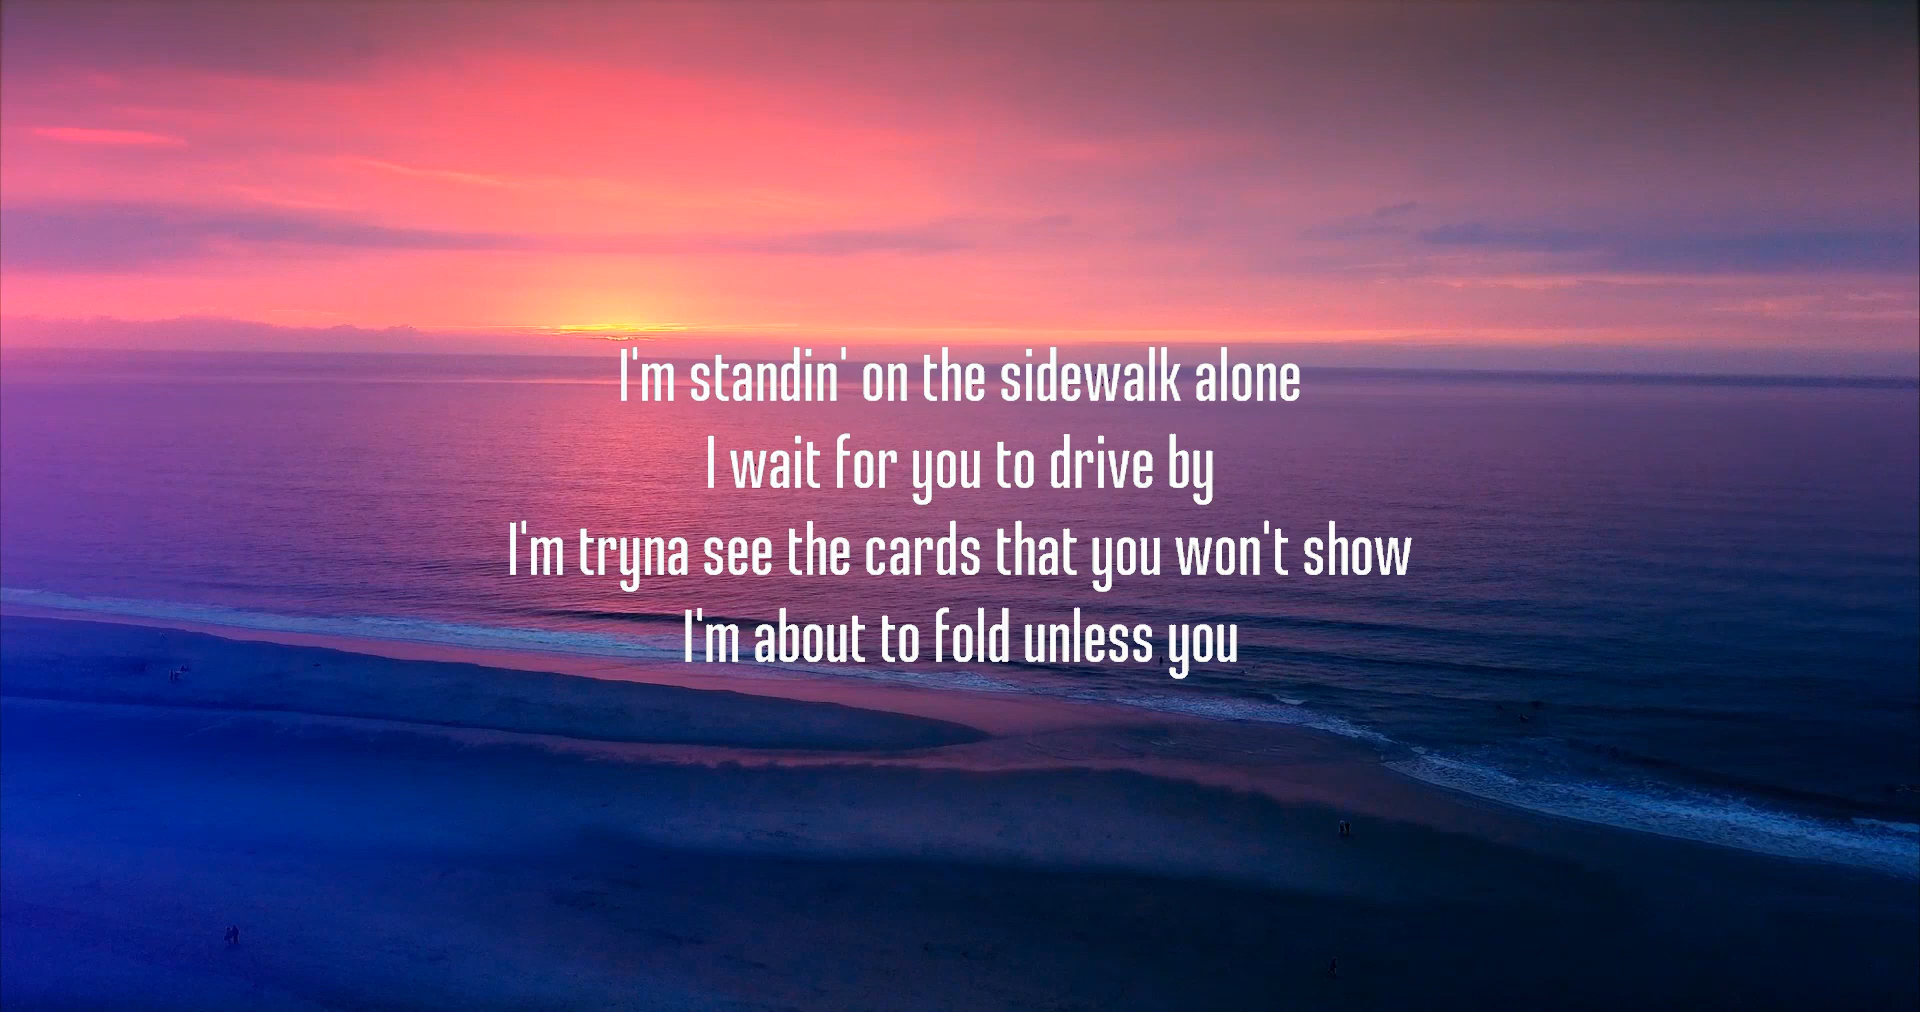 I'm standin' on the sidewalk alone
I wait for you to drive by
I'm tryna see the cards that you won't show
I'm about to fold unless you